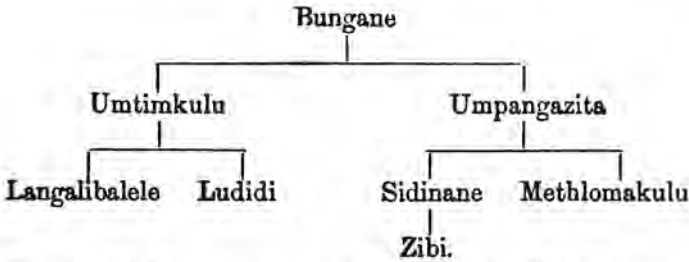 Bungane
Umtimkulu Umpangazita
Langalibalele Ludidi Sidinane Methlomakulu
Zibi.